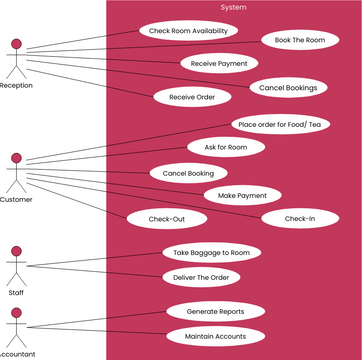 System
Check Room Availability
Book The Room
Receive Payment
Reception
Cancel Bookings
Receive Order
Place order for Food/ Tea
Ask for Room
Cancel Booking
Make Payment
Customer
Check-Out
Check-In
Take Baggage to Room
Deliver The Order
Staff
Generate Reports
Maintain Accounts
ccountant